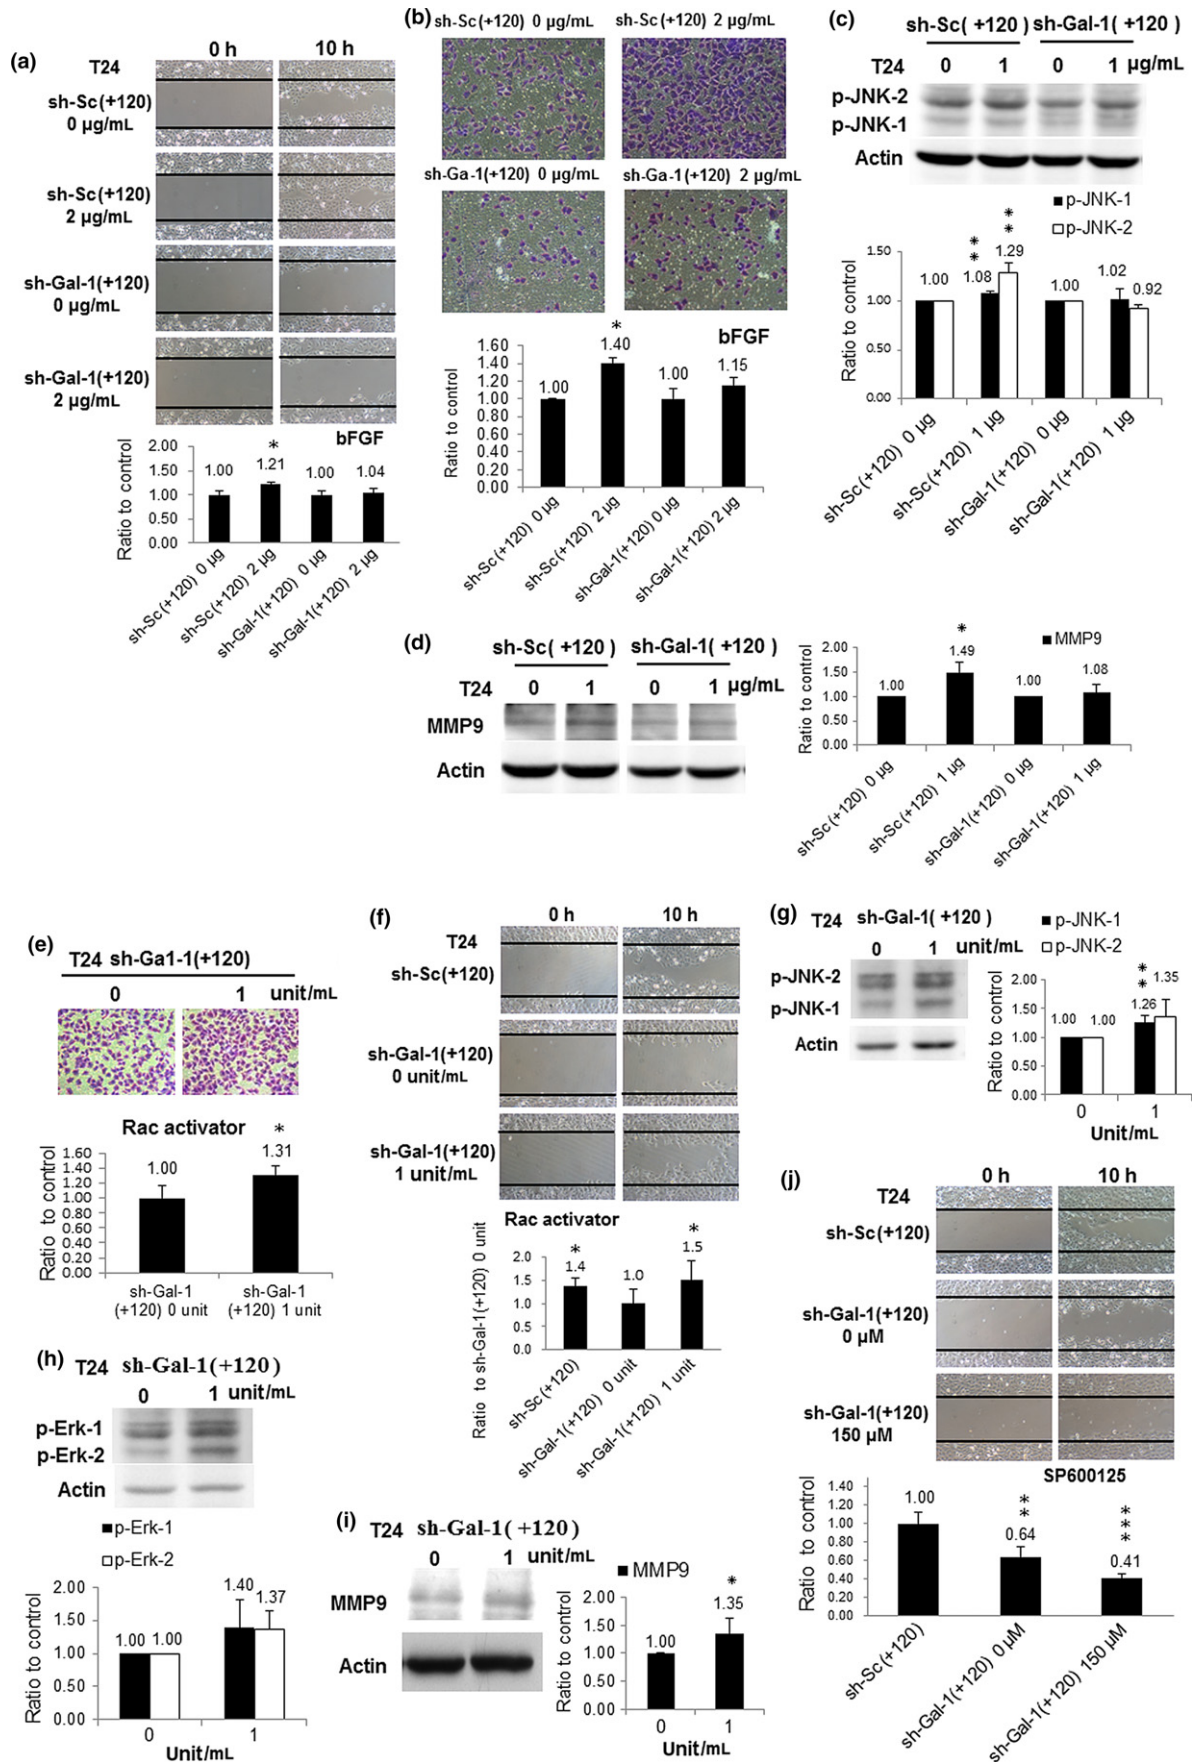 (a)
0 h 10 h
T24
sh-Sc(+120)
0 µg/mL
sh-Sc(+120)
2 µg/mL
sh-Gal-1(+120)
0 µg/mL
sh-Gal-1(+120)
2 µg/mL
bFGF
Ratio to control
2.00
1.50
1.00
0.50
0.00
1.00
*
1.21
1.00
1.04
sh-Sc(+120) 0 µg
sh-Sc(+120) 2 µg
sh-Gal-1(+120) 0 µg
sh-Gal-1(+120) 2 µg
(b)
sh-Sc(+120) 0 µg/mL sh-Sc(+120) 2 µg/mL
sh-Ga-1(+120) 0 µg/mL sh-Ga-1(+120) 2 µg/mL
bFGF
Ratio to control
1.60
1.40
1.20
1.00
0.80
0.60
0.40
0.20
0.00
1.00
*
1.40
1.00
1.15
sh-Sc(+120) 0 µg
sh-Sc(+120) 2 µg
sh-Gal-1(+120) 0 µg
sh-Gal-1(+120) 2 µg
(c)
sh-Sc(+120) sh-Gal-1(+120)
T24 0 1 0 1 µg/mL
p-JNK-2
p-JNK-1
Actin
p-JNK-1
p-JNK-2
Ratio to control
1.50
1.00
0.50
0.00
1.00
**
1.08
**
1.29
1.00
1.02
0.92
sh-Sc(+120) 0 µg
sh-Sc(+120) 1 µg
sh-Gal-1(+120) 0 µg
sh-Gal-1(+120) 1 µg
(d)
sh-Sc(+120) sh-Gal-1(+120)
T24 0 1 0 1 µg/mL
MMP9
Actin
MMP9
Ratio to control
2.00
1.50
1.00
0.50
0.00
1.00
*
1.49
1.00
1.08
sh-Sc(+120) 0 µg
sh-Sc(+120) 1 µg
sh-Gal-1(+120) 0 µg
sh-Gal-1(+120) 1 µg
(e)
T24 sh-Ga1-1(+120)
0 1 unit/mL
Rac activator
Ratio to control
1.60
1.40
1.20
1.00
0.80
0.60
0.40
0.20
0.00
1.00
*
1.31
sh-Gal-1
(+120) 0 unit
sh-Gal-1
(+120) 1 unit
(f)
0 h 10 h
T24
sh-Sc(+120)
sh-Gal-1(+120)
0 unit/mL
sh-Gal-1(+120)
1 unit/mL
Rac activator
Ratio to sh-Gal-1(+120) 0 unit
2.0
1.5
1.0
0.5
0.0
*
1.4
1.0
*
1.5
sh-Sc(+120)
sh-Gal-1(+120) 0 unit
sh-Gal-1(+120) 1 unit
(g)
T24 sh-Gal-1(+120)
0 1 unit/mL
p-JNK-2
p-JNK-1
Actin
p-JNK-1
p-JNK-2
Ratio to control
2.00
1.50
1.00
0.50
0.00
1.00 1.00
**
1.26
1.35
0 1
Unit/mL
(h)
T24 sh-Gal-1(+120)
0 1 unit/mL
p-Erk-1
p-Erk-2
Actin
p-Erk-1
p-Erk-2
Ratio to control
2.00
1.50
1.00
0.50
0.00
1.00 1.00
1.40
1.37
0 1
Unit/mL
(i)
T24 sh-Gal-1(+120)
0 1 unit/mL
MMP9
Actin
MMP9
Ratio to control
2.00
1.50
1.00
0.50
0.00
1.00
*
1.35
0 1
Unit/mL
(j)
0 h 10 h
T24
sh-Sc(+120)
sh-Gal-1(+120)
0 µM
sh-Gal-1(+120)
150 µM
SP600125
Ratio to control
1.40
1.20
1.00
0.80
0.60
0.40
0.20
0.00
1.00
**
0.64
***
0.41
sh-Sc(+120)
sh-Gal-1(+120) 0 µM
sh-Gal-1(+120) 150 µM